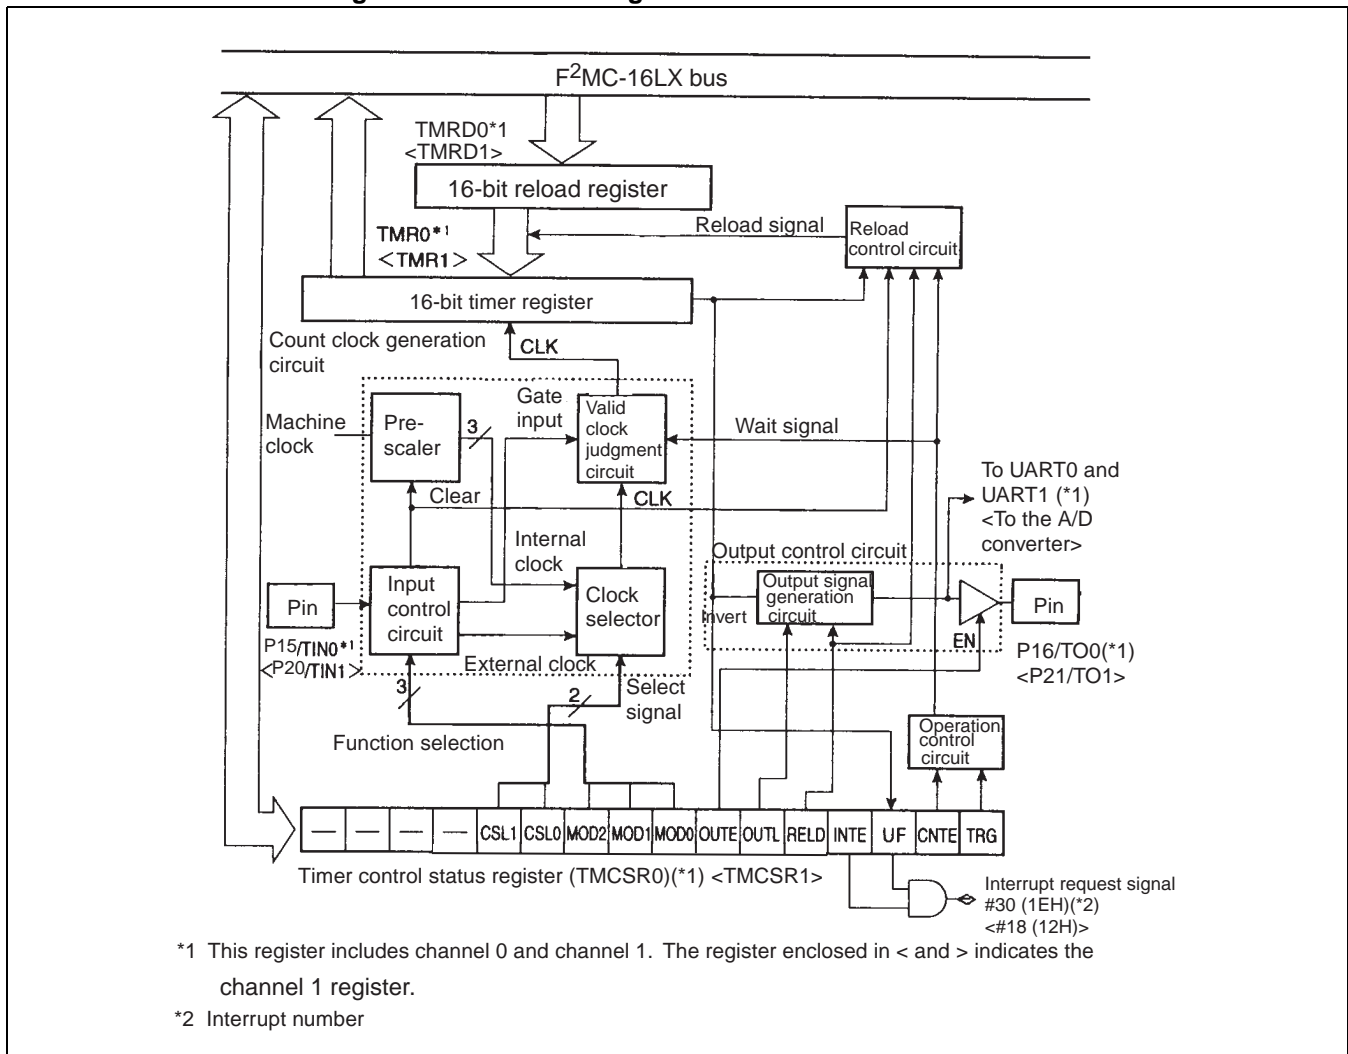 F2MC-16LX bus
TMRD0*1
<TMRD1>
16-bit reload register
TMR0*1
<TMR1>
Reload signal
Reload
control circuit
16-bit timer register
Count clock generation
circuit
CLK
Gate
input
Machine
clock
Pre-
scaler
3
Valid
clock
judgment
circuit
Wait signal
Clear
CLK
To UART0 and
UART1 (*1)
<To the A/D
converter>
Internal
clock
Output control circuit
Pin
Input
control
circuit
Clock
selector
Output signal
generation
circuit
Invert
EN
Pin
P15/TIN0*1
<P20/TIN1>
External clock
P16/TO0(*1)
<P21/TO1>
3
2
Select
signal
Function selection
Operation
control
circuit
— — — — CSL1 CSL0 MOD2 MOD1 MOD0 OUTE OUTL RELD INTE UF CNTE TRG
Timer control status register (TMCSR0)(*1) <TMCSR1>
Interrupt request signal
#30 (1EH)(*2)
<#18 (12H)>
*1 This register includes channel 0 and channel 1. The register enclosed in < and > indicates the
channel 1 register.
*2 Interrupt number